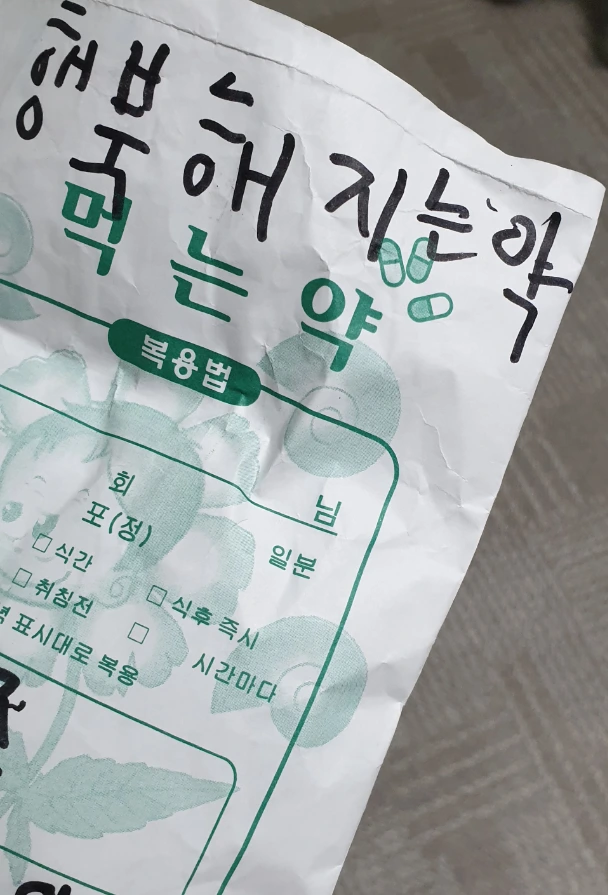 행복해지는 약
먹는 약
복용법
님
회
일분
포(정)
□ 식간
□ 취침전 □ 식후 즉시
표시대로 복용 □ 시간마다